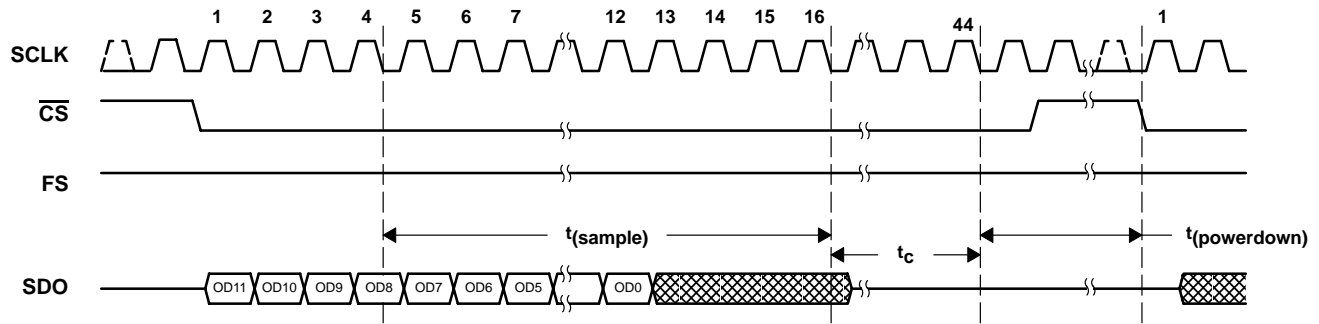 1 2 3 4 5 6 7 12 13 14 15 16 44 1
SCLK
CS
FS
t(sample)
tC
t(powerdown)
SDO
OD11 OD10 OD9 OD8 OD7 OD6 OD5 OD0